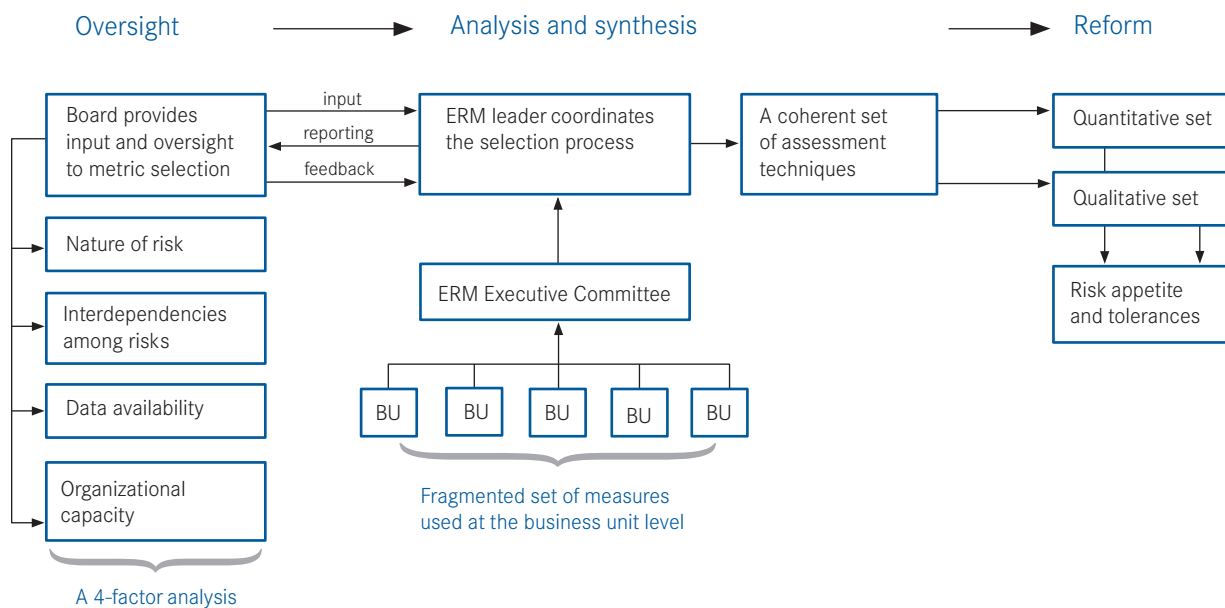 Oversight
Analysis and synthesis
Reform
Board provides
input and oversight
to metric selection
input
reporting
feedback
ERM leader coordinates
the selection process
A coherent set
of assessment
techniques
Quantitative set
Qualitative set
Risk appetite
and tolerances
Nature of risk
Interdependencies
among risks
Data availability
Organizational
capacity
A 4-factor analysis
ERM Executive Committee
BU
BU
BU
BU
BU
Fragmented set of measures
used at the business unit level